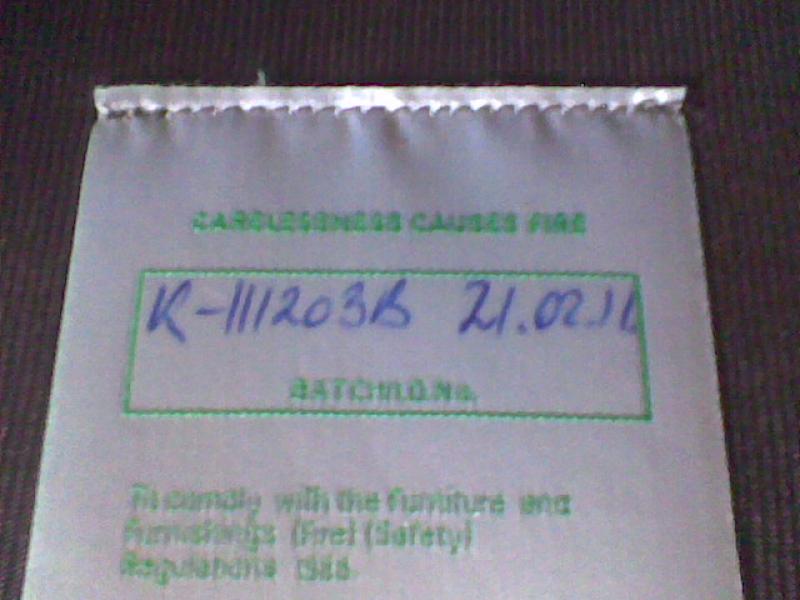 CARELESSNESS CAUSES FIRE
K-111203B 21.02.11
BATCH I.D. No.
To comply with the Furniture and
Furnishings (Fire) (Safety)
Regulations 1988